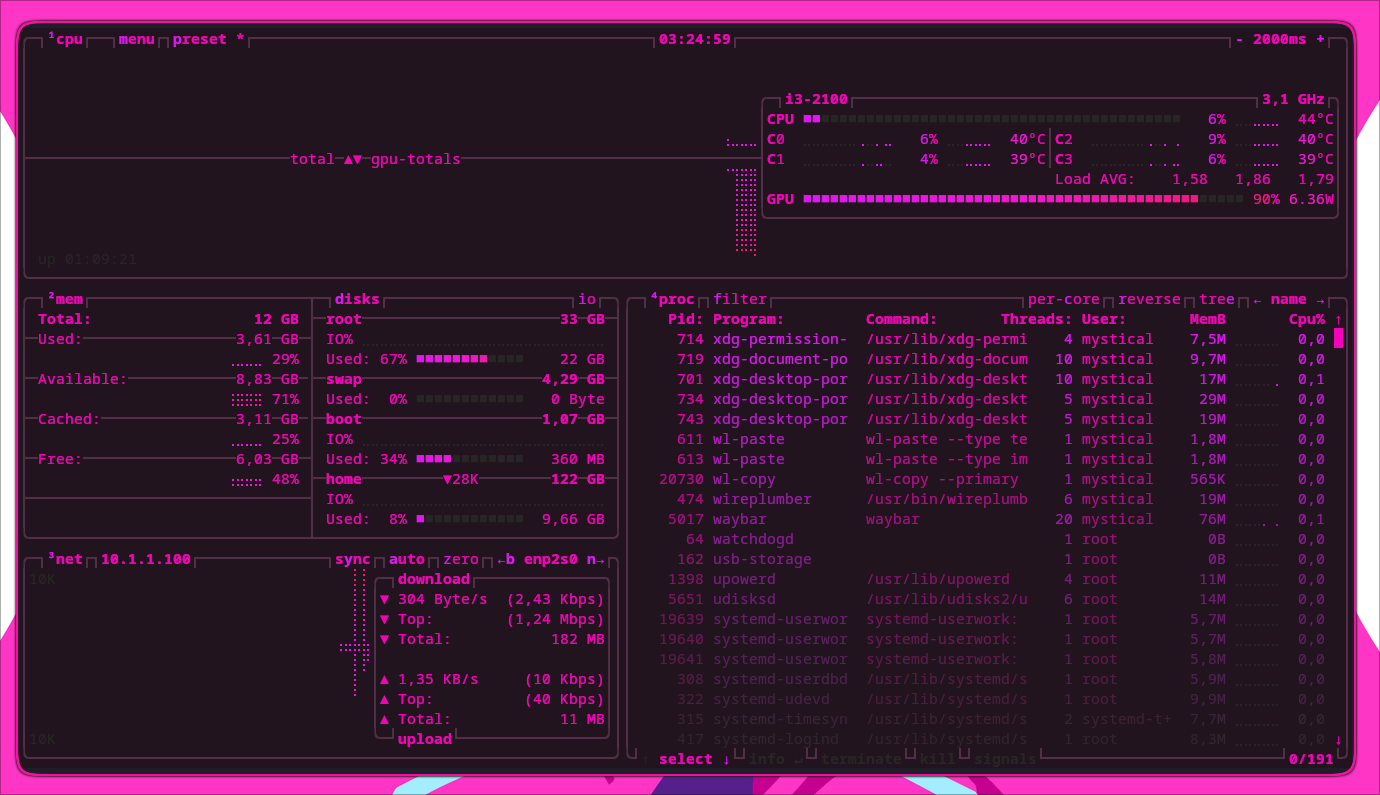 ¹cpu menu preset * 03:24:59 - 2000ms +
i3-2100 3,1 GHz
CPU 6% 44°C
C0 6% 40°C C2 9% 40°C
total ▲▼ gpu-totals
C1 4% 39°C C3 6% 39°C
Load AVG: 1,58 1,86 1,79
GPU 90% 6.36W
up 01:09:21
²mem
Total: 12 GB
Used: 3,61 GB
29%
Available: 8,83 GB
71%
Cached: 3,11 GB
25%
Free: 6,03 GB
48%
disks io
root 33 GB
IO%
Used: 67% 22 GB
swap 4,29 GB
Used: 0% 0 Byte
boot 1,07 GB
IO%
Used: 34% 360 MB
home ▼28K 122 GB
IO%
Used: 8% 9,66 GB
³net 10.1.1.100 sync auto zero ←b enp2s0 n→
10K
download
▼ 304 Byte/s (2,43 Kbps)
▼ Top: (1,24 Mbps)
▼ Total: 182 MB
▲ 1,35 KB/s (10 Kbps)
▲ Top: (40 Kbps)
▲ Total: 11 MB
10K
upload
⁴proc filter per-core reverse tree ← name →
Pid: Program: Command: Threads: User: MemB Cpu% ↑
714 xdg-permission- /usr/lib/xdg-permi 4 mystical 7,5M 0,0
719 xdg-document-po /usr/lib/xdg-docum 10 mystical 9,7M 0,0
701 xdg-desktop-por /usr/lib/xdg-deskt 10 mystical 17M 0,1
734 xdg-desktop-por /usr/lib/xdg-deskt 5 mystical 29M 0,0
743 xdg-desktop-por /usr/lib/xdg-deskt 5 mystical 19M 0,0
611 wl-paste wl-paste --type te 1 mystical 1,8M 0,0
613 wl-paste wl-paste --type im 1 mystical 1,8M 0,0
20730 wl-copy wl-copy --primary 1 mystical 565K 0,0
474 wireplumber /usr/bin/wireplumb 6 mystical 19M 0,0
5017 waybar waybar 20 mystical 76M 0,1
64 watchdogd 1 root 0B 0,0
162 usb-storage 1 root 0B 0,0
1398 upowerd /usr/lib/upowerd 4 root 11M 0,0
5651 udisksd /usr/lib/udisks2/u 6 root 14M 0,0
19639 systemd-userwor systemd-userwork: 1 root 5,7M 0,0
19640 systemd-userwor systemd-userwork: 1 root 5,7M 0,0
19641 systemd-userwor systemd-userwork: 1 root 5,8M 0,0
308 systemd-userdbd /usr/lib/systemd/s 1 root 5,9M 0,0
322 systemd-udevd /usr/lib/systemd/s 1 root 9,9M 0,0
315 systemd-timesyn /usr/lib/systemd/s 2 systemd-t+ 7,7M 0,0
417 systemd-logind /usr/lib/systemd/s 1 root 8,3M 0,0 ↓
↑ select ↓ info ↵ terminate kill signals 0/191